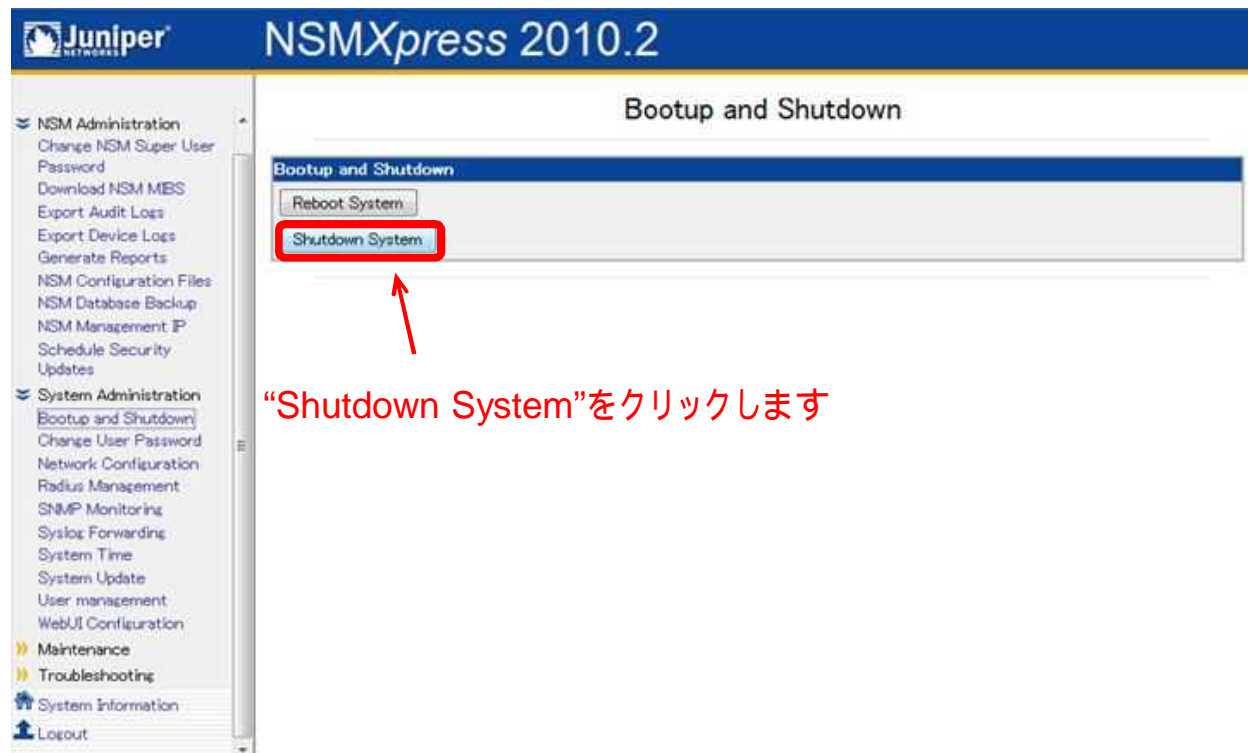 Juniper
NETWORKS
NSMXpress 2010.2
NSM Administration
Change NSM Super User
Password
Download NSM MIBS
Export Audit Logs
Export Device Logs
Generate Reports
NSM Configuration Files
NSM Database Backup
NSM Management IP
Schedule Security
Updates
System Administration
Bootup and Shutdown
Change User Password
Network Configuration
Radius Management
SNMP Monitoring
Syslog Forwarding
System Time
System Update
User management
WebUI Configuration
Maintenance
Troubleshooting
System Information
Logout
Bootup and Shutdown
Bootup and Shutdown
Reboot System
Shutdown System
“Shutdown System”をクリックします